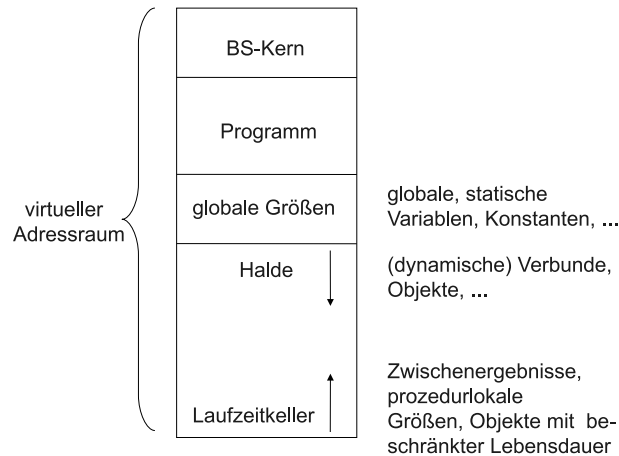 BS-Kern
Programm
virtueller
Adressraum
globale Größen
globale, statische
Variablen, Konstanten, ...
Halde
(dynamische) Verbunde,
Objekte, ...
Laufzeitkeller
Zwischenergebnisse,
prozedurlokale
Größen, Objekte mit be-
schränkter Lebensdauer